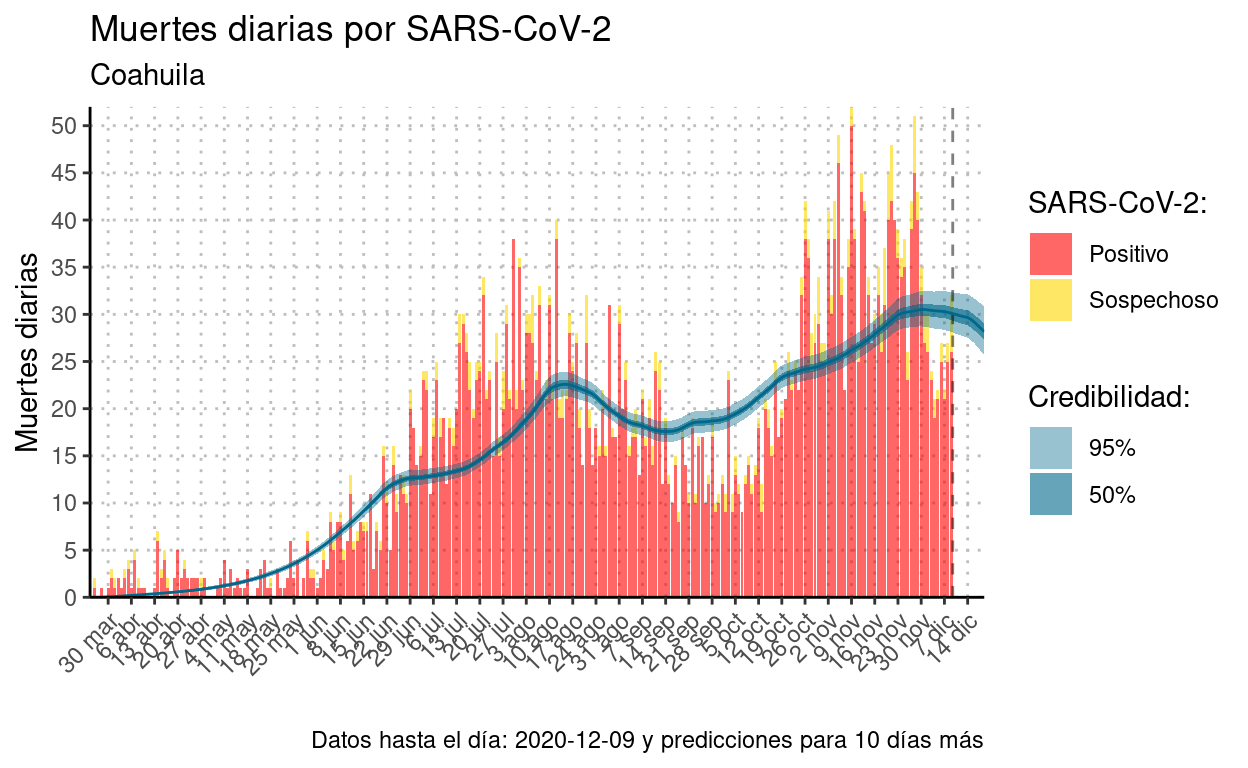 Muertes diarias por SARS-CoV-2
Coahuila
Muertes diarias
50
45
40
35
30
25
20
15
10
5
0
30 mar
6 abr
13 abr
20 abr
27 abr
4 may
11 may
18 may
25 may
1 jun
8 jun
15 jun
22 jun
29 jun
6 jul
13 jul
20 jul
27 jul
3 ago
10 ago
17 ago
24 ago
31 ago
7 sep
14 sep
21 sep
28 sep
5 oct
12 oct
19 oct
26 oct
2 nov
9 nov
16 nov
23 nov
30 nov
7 dic
14 dic
SARS-CoV-2:
Positivo
Sospechoso
Credibilidad:
95%
50%
Datos hasta el día: 2020-12-09 y predicciones para 10 días más